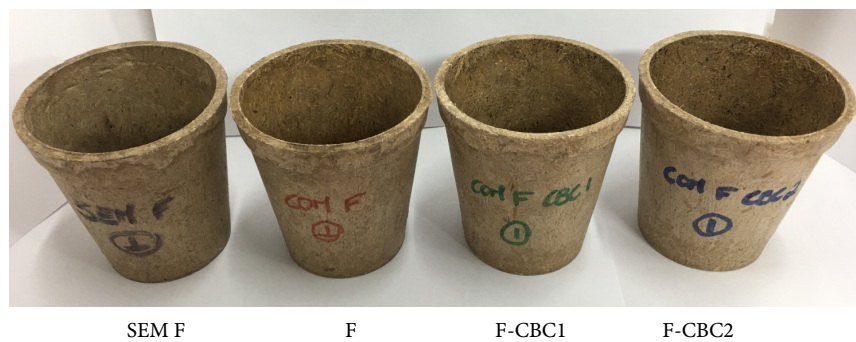 SEM F
1
COM F
1
COM F CBC1
1
COM F CBC2
1
SEM F
F
F-CBC1
F-CBC2